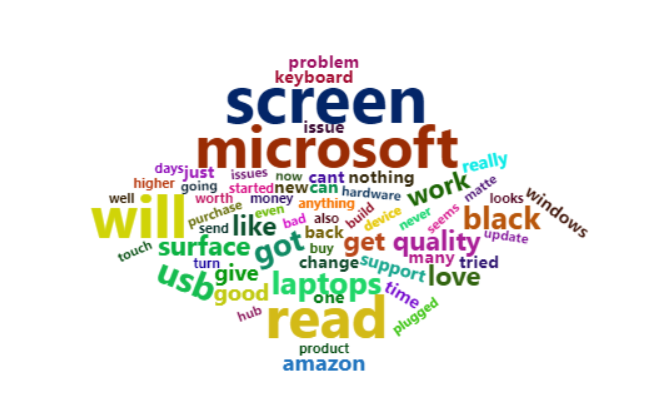 problem
keyboard
screen
issue
microsoft
days just issues now cant nothing really
higher going started new can hardware work matte
well worth money anything looks windows
will purchase send like even bad also build device never seems black update
touch surface got back buy get quality many tried
turn give change support love
usb good laptops one time
hub read plugged
product
amazon